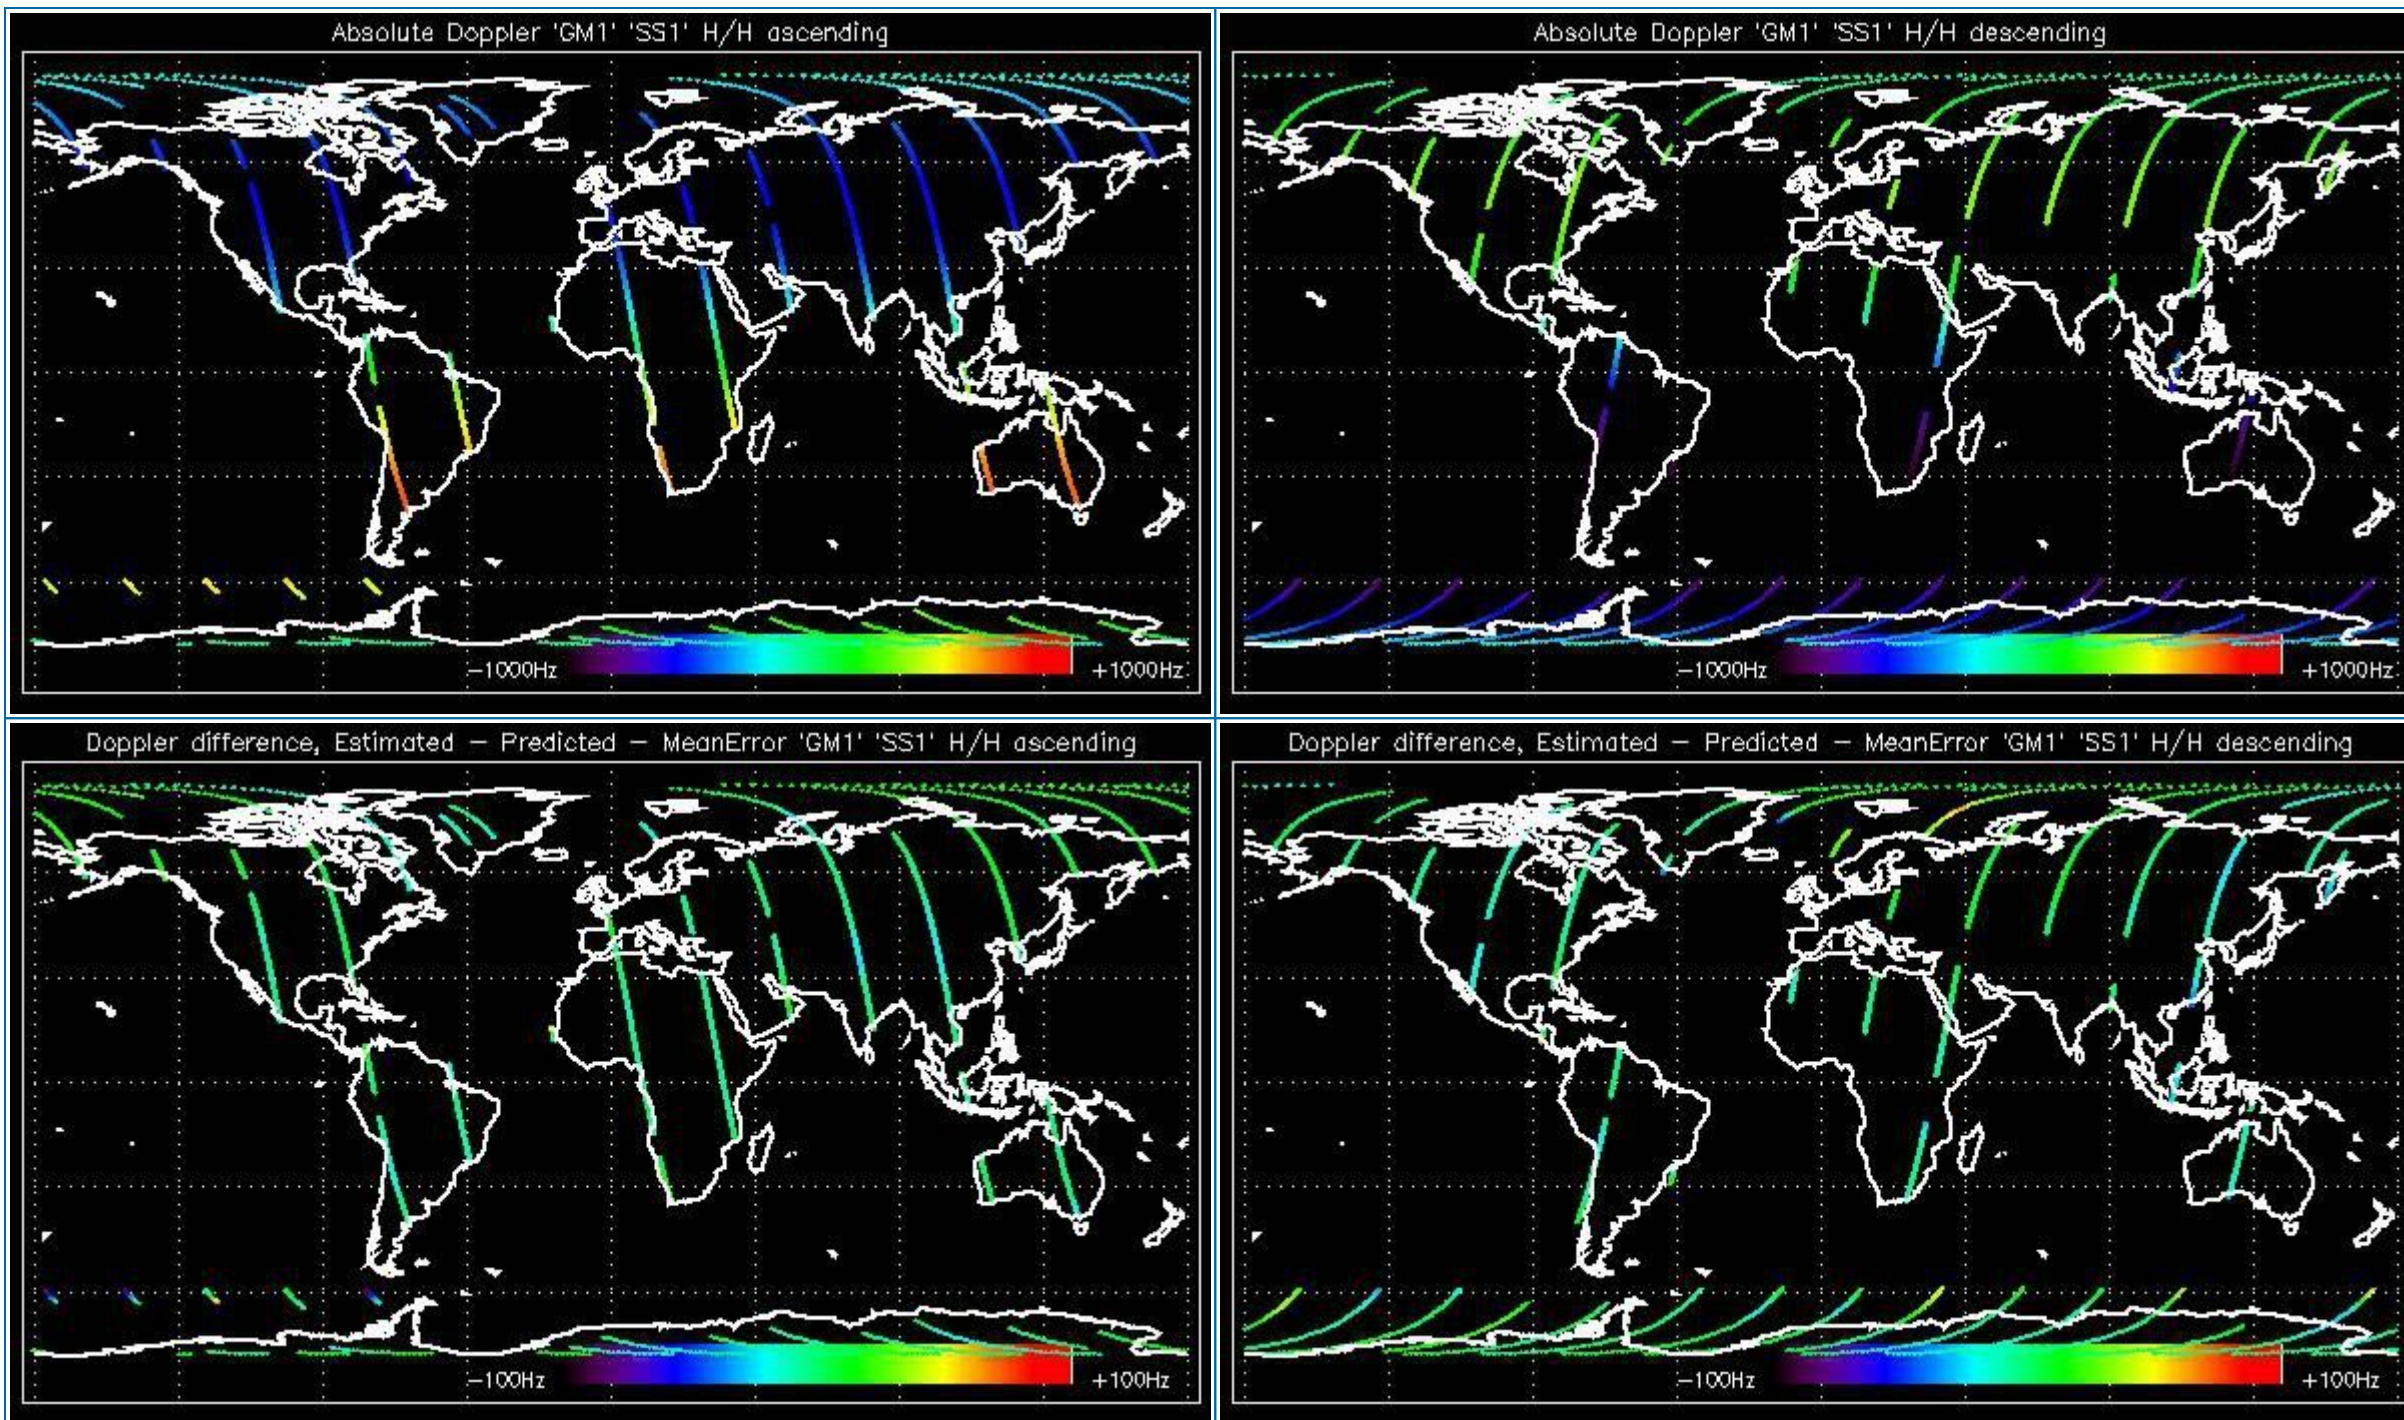 Absolute Doppler 'GM1' 'SS1' H/H ascending
−1000Hz +1000Hz
Absolute Doppler 'GM1' 'SS1' H/H descending
−1000Hz +1000Hz
Doppler difference, Estimated − Predicted − MeanError 'GM1' 'SS1' H/H ascending
−100Hz +100Hz
Doppler difference, Estimated − Predicted − MeanError 'GM1' 'SS1' H/H descending
−100Hz +100Hz